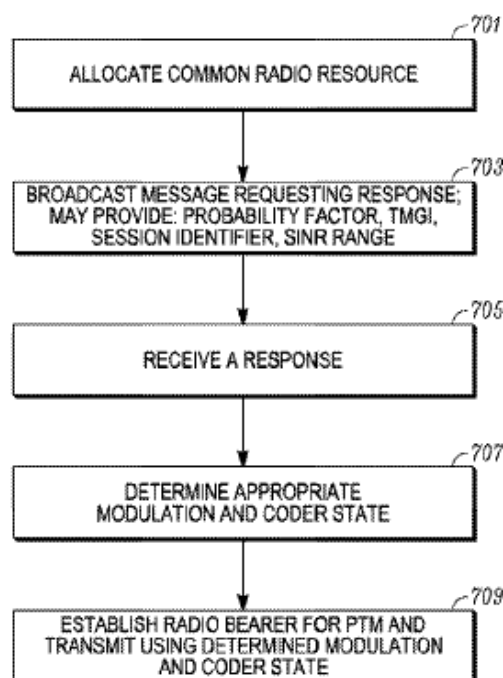 701
ALLOCATE COMMON RADIO RESOURCE
703
BROADCAST MESSAGE REQUESTING RESPONSE;
MAY PROVIDE: PROBABILITY FACTOR, TMGI,
SESSION IDENTIFIER, SINR RANGE
705
RECEIVE A RESPONSE
707
DETERMINE APPROPRIATE
MODULATION AND CODER STATE
709
ESTABLISH RADIO BEARER FOR PTM AND
TRANSMIT USING DETERMINED MODULATION
AND CODER STATE